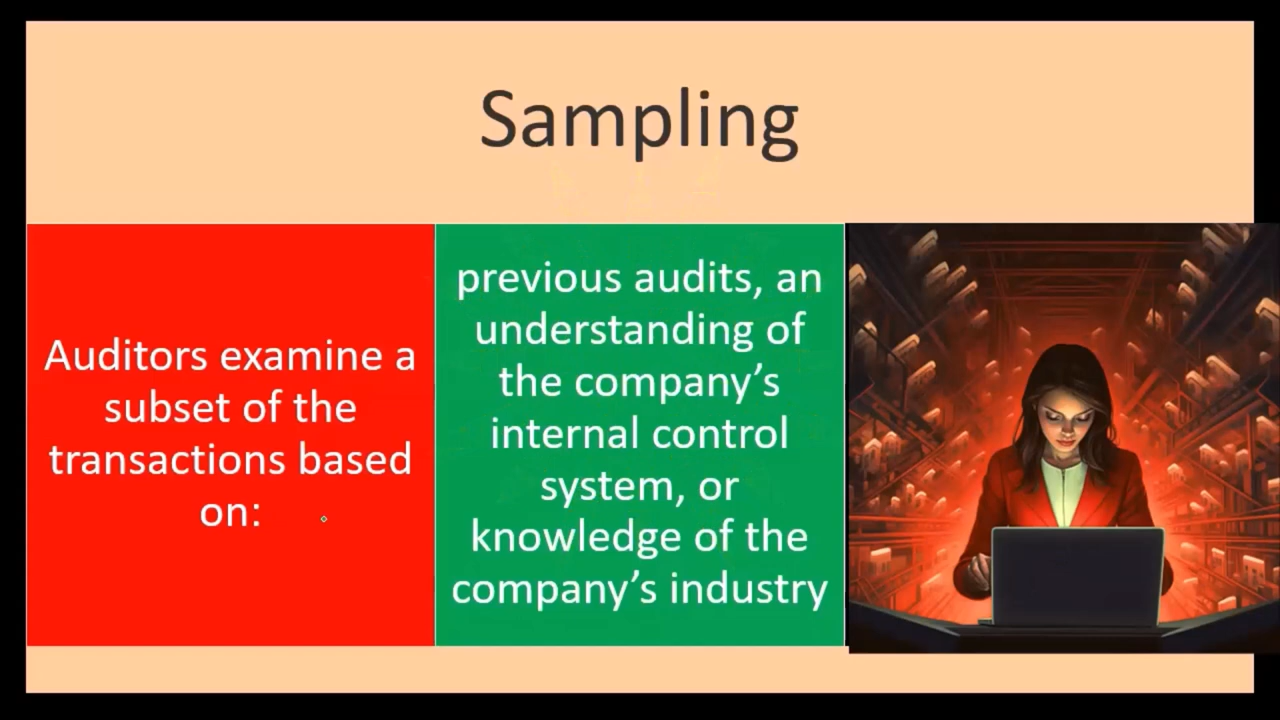 Sampling
Auditors examine a
subset of the
transactions based
on:
previous audits, an
understanding of
the company’s
internal control
system, or
knowledge of the
company’s industry